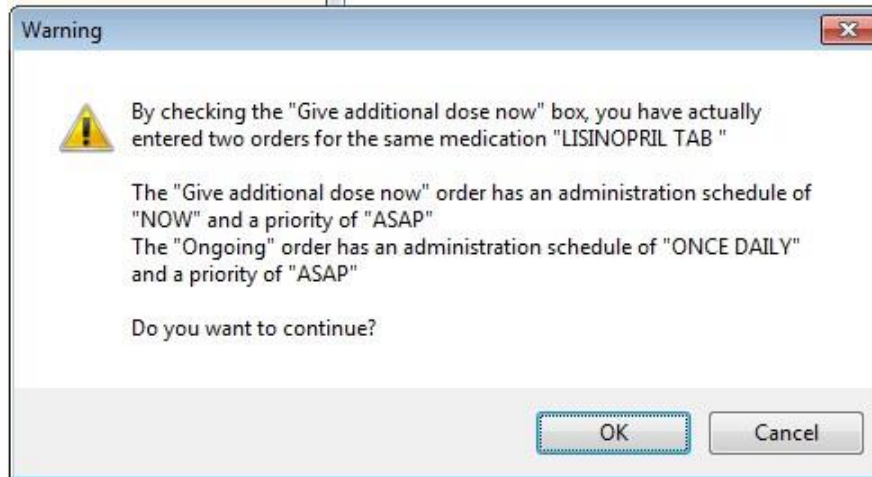 Warning
By checking the "Give additional dose now" box, you have actually
entered two orders for the same medication "LISINOPRIL TAB "
The "Give additional dose now" order has an administration schedule of
"NOW" and a priority of "ASAP"
The "Ongoing" order has an administration schedule of "ONCE DAILY"
and a priority of "ASAP"
Do you want to continue?
OK
Cancel